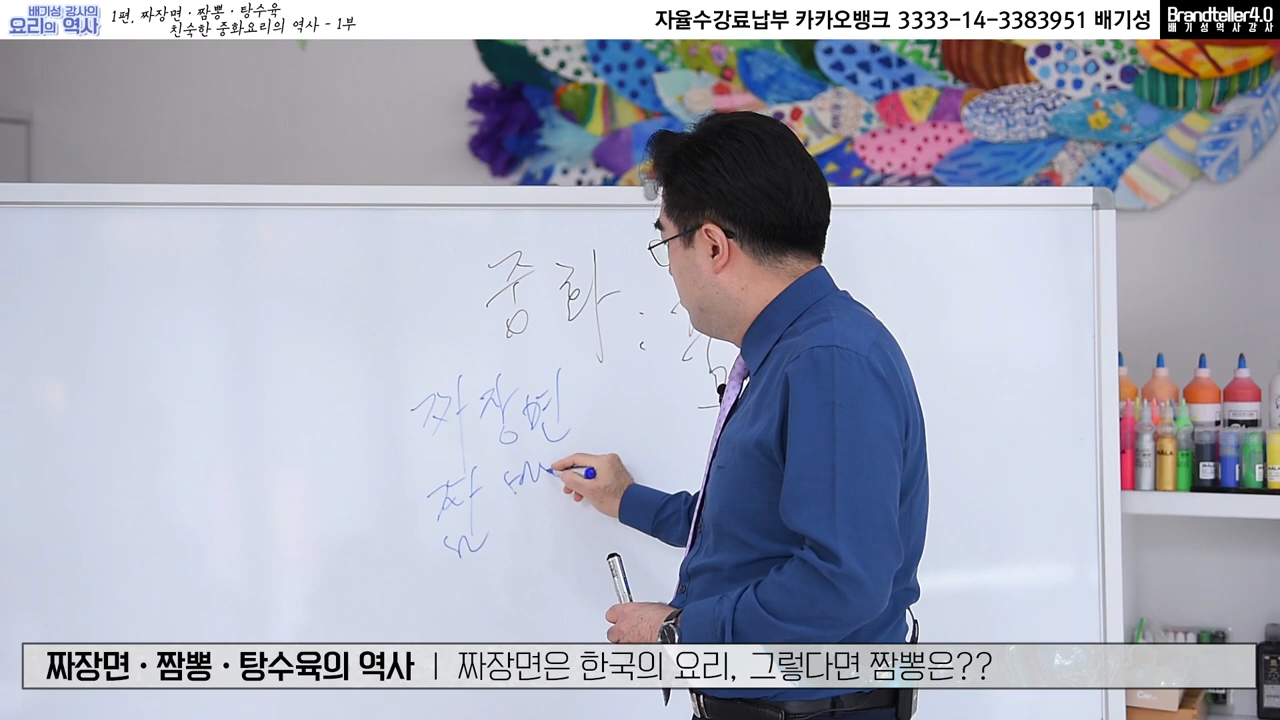 배기성 강사의
요리의 역사
1편. 짜장면 · 짬뽕 · 탕수육
친숙한 중화요리의 역사 - 1부
자율수강료납부 카카오뱅크 3333-14-3383951 배기성
Brandteller4.0
배기성역사강사
중화
짜장면
짬
짜장면 · 짬뽕 · 탕수육의 역사 | 짜장면은 한국의 요리, 그렇다면 짬뽕은??